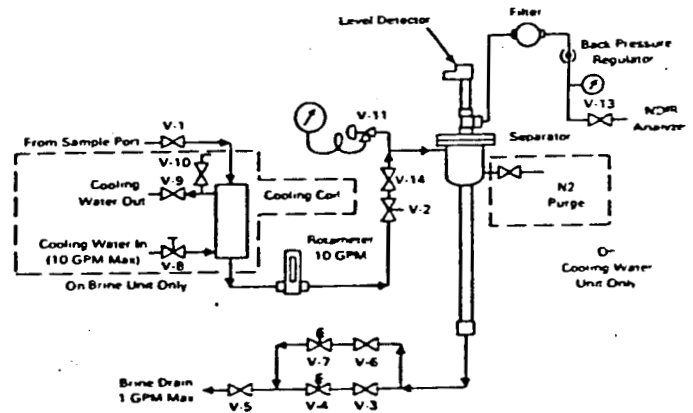 Filter
Level Detector
Back Pressure
Regulator
V-13
NDIR
Analyzer
V-11
V-1
From Sample Port
Separator
V-10
V-9
Cooling
Water Out
Cooling Coil
V-14
V-2
N2
Purge
Cooling Water In
(10 GPM Max)
V-8
Rotameter
10 GPM
On Brine Unit Only
On
Cooling Water
Unit Only
V-7
V-6
Brine Drain
1 GPM Max
V-5
V-4
V-3